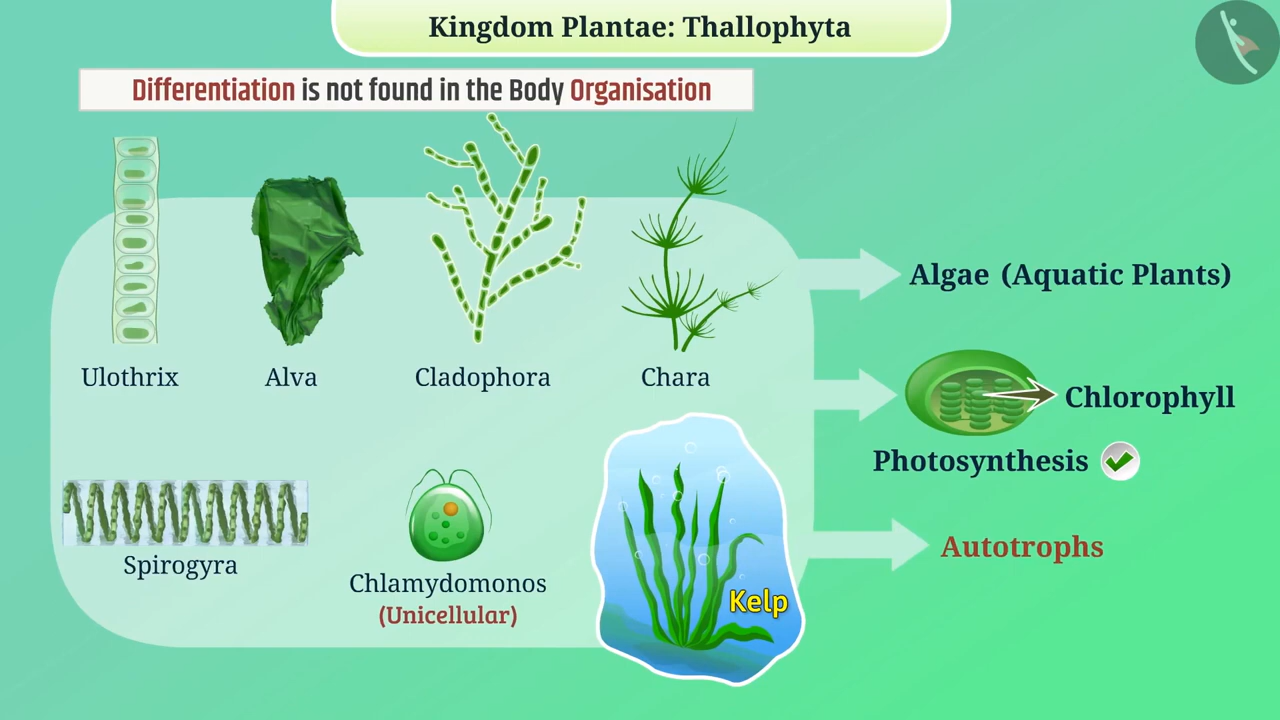 Kingdom Plantae: Thallophyta
Differentiation is not found in the Body Organisation
Ulothrix
Alva
Cladophora
Chara
Algae (Aquatic Plants)
Chlorophyll
Photosynthesis
Spirogyra
Chlamydomonos
(Unicellular)
Kelp
Autotrophs